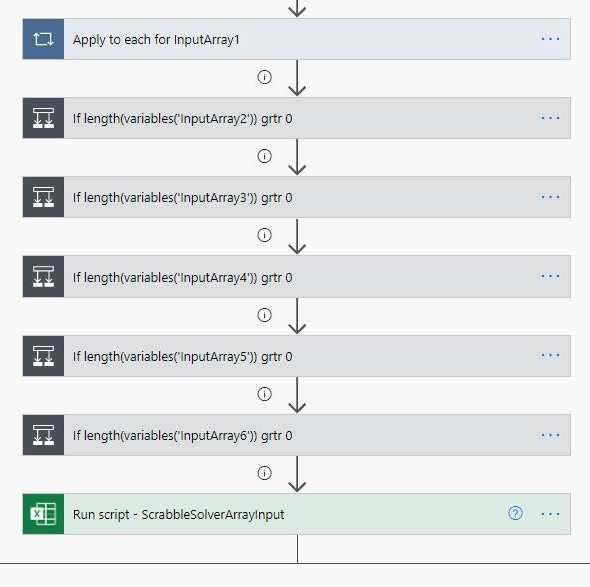 Apply to each for InputArray1
If length(variables('InputArray2')) grtr 0
If length(variables('InputArray3')) grtr 0
If length(variables('InputArray4')) grtr 0
If length(variables('InputArray5')) grtr 0
If length(variables('InputArray6')) grtr 0
Run script - ScrabbleSolverArrayInput